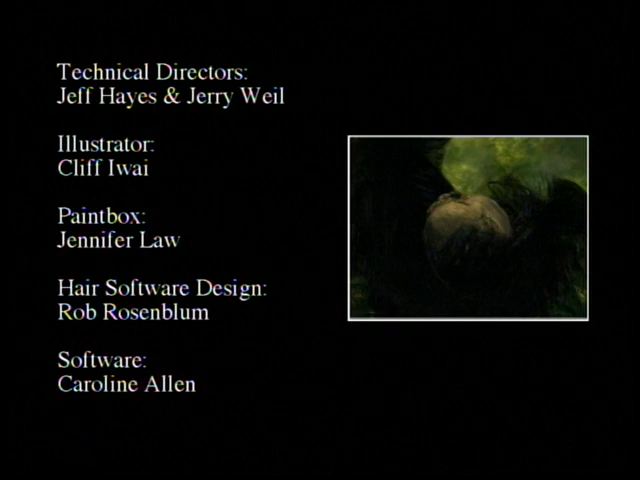 Technical Directors:
Jeff Hayes & Jerry Weil
Illustrator:
Cliff Iwai
Paintbox:
Jennifer Law
Hair Software Design:
Rob Rosenblum
Software:
Caroline Allen